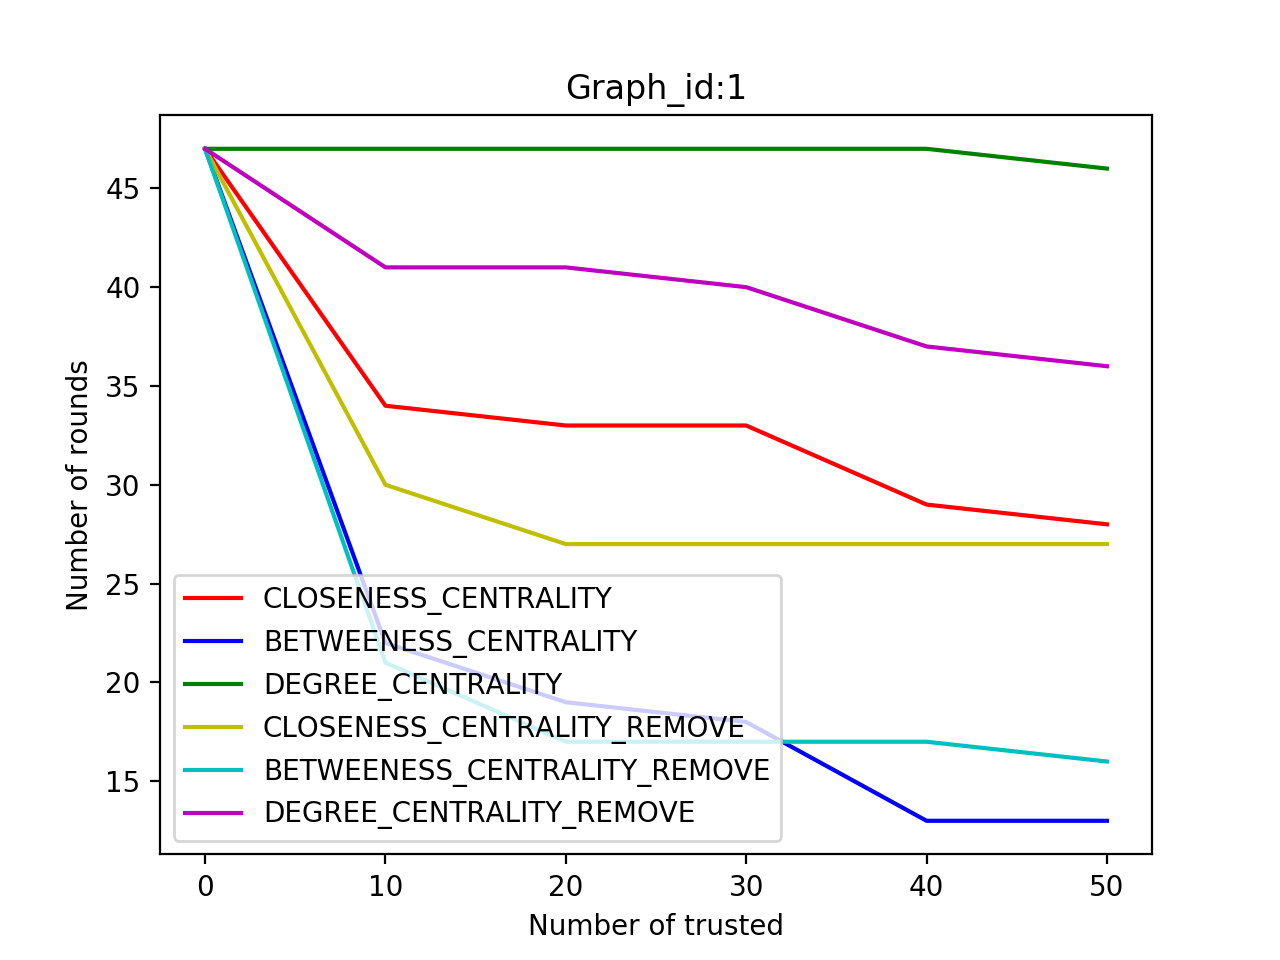 Graph_id:1
Number of rounds
45
40
35
30
25
20
15
CLOSENESS_CENTRALITY
BETWEENESS_CENTRALITY
DEGREE_CENTRALITY
CLOSENESS_CENTRALITY_REMOVE
BETWEENESS_CENTRALITY_REMOVE
DEGREE_CENTRALITY_REMOVE
0 10 20 30 40 50
Number of trusted